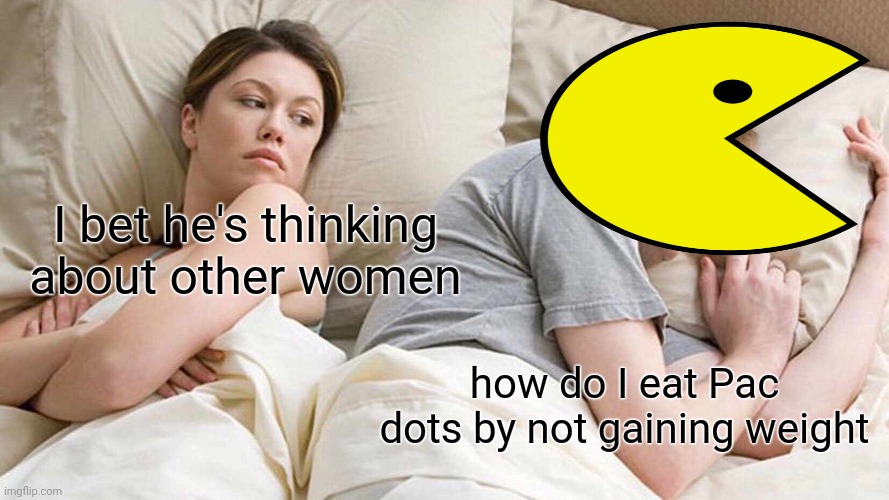 I bet he's thinking
about other women
how do I eat Pac
dots by not gaining weight
imgflip.com